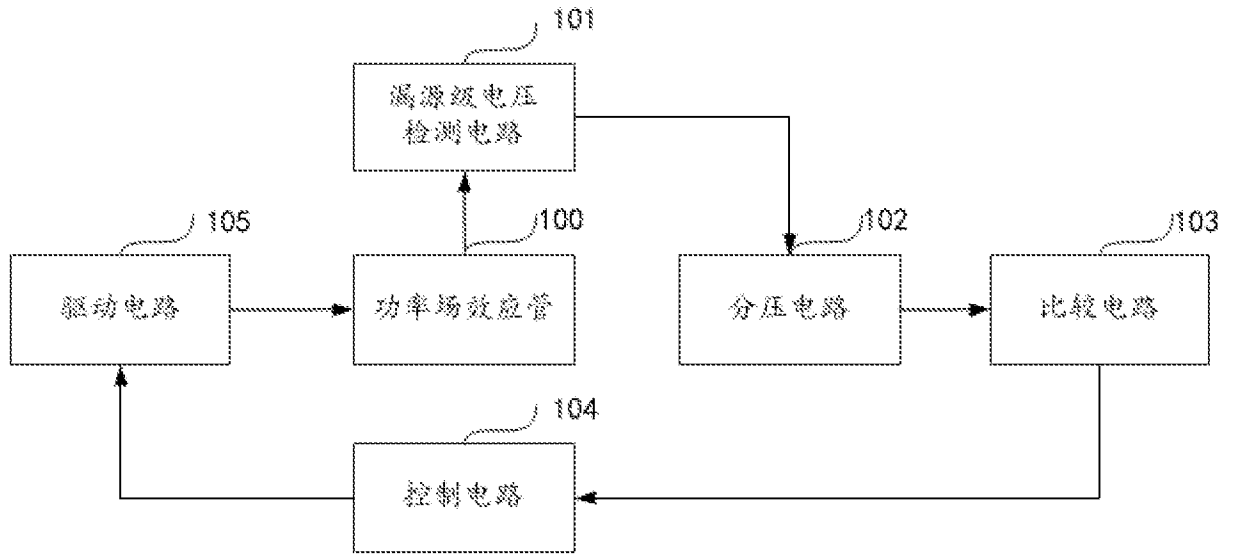 101
漏源级电压
检测电路
105
100
102
103
驱动电路
功率场效应管
分压电路
比较电路
104
控制电路